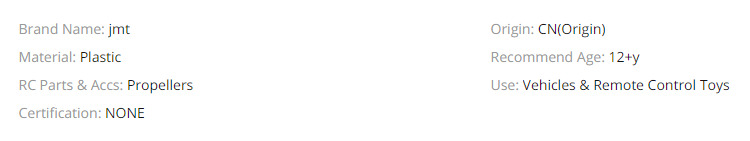 Brand Name: jmt
Origin: CN(Origin)
Material: Plastic
Recommend Age: 12+y
RC Parts & Accs: Propellers
Use: Vehicles & Remote Control Toys
Certification: NONE